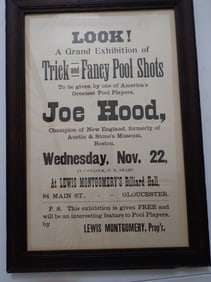 LOOK!
A Grand Exhibition of
Trick and Fancy Pool Shots
To be given by one of America's
Greatest Pool Players,
Joe Hood,
Champion of New England, formerly of
Austin & Stone's Museum,
Boston.
Wednesday, Nov. 22,
AT O'CLOCK, P. M. SHARP.
At LEWIS MONTGOMERY'S Billiard Hall,
84 MAIN ST., - - GLOUCESTER.
P. S. This exhibition is given FREE and
will be an interesting feature to Pool Players,
by LEWIS MONTGOMERY, Prop'r.